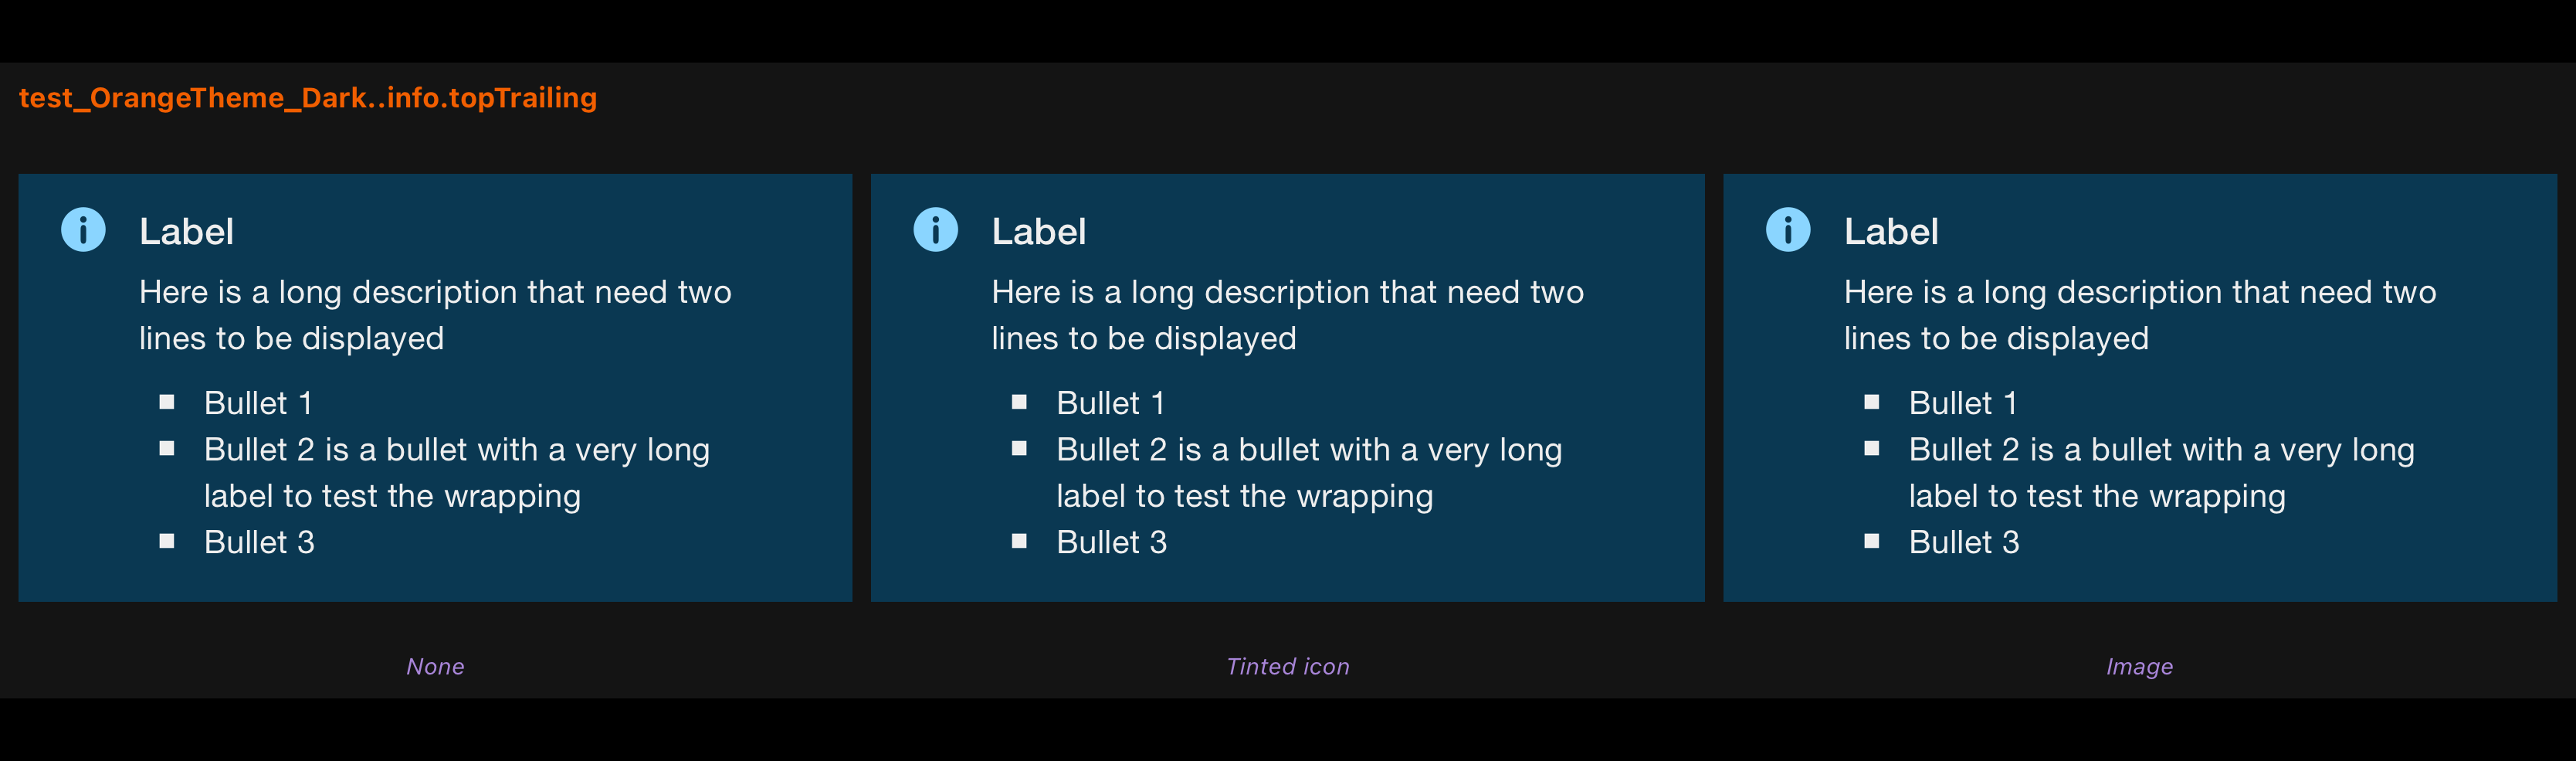 test_OrangeTheme_Dark..info.topTrailing
Label
Here is a long description that need two
lines to be displayed
Bullet 1
Bullet 2 is a bullet with a very long
label to test the wrapping
Bullet 3
None
Label
Here is a long description that need two
lines to be displayed
Bullet 1
Bullet 2 is a bullet with a very long
label to test the wrapping
Bullet 3
Tinted icon
Label
Here is a long description that need two
lines to be displayed
Bullet 1
Bullet 2 is a bullet with a very long
label to test the wrapping
Bullet 3
Image